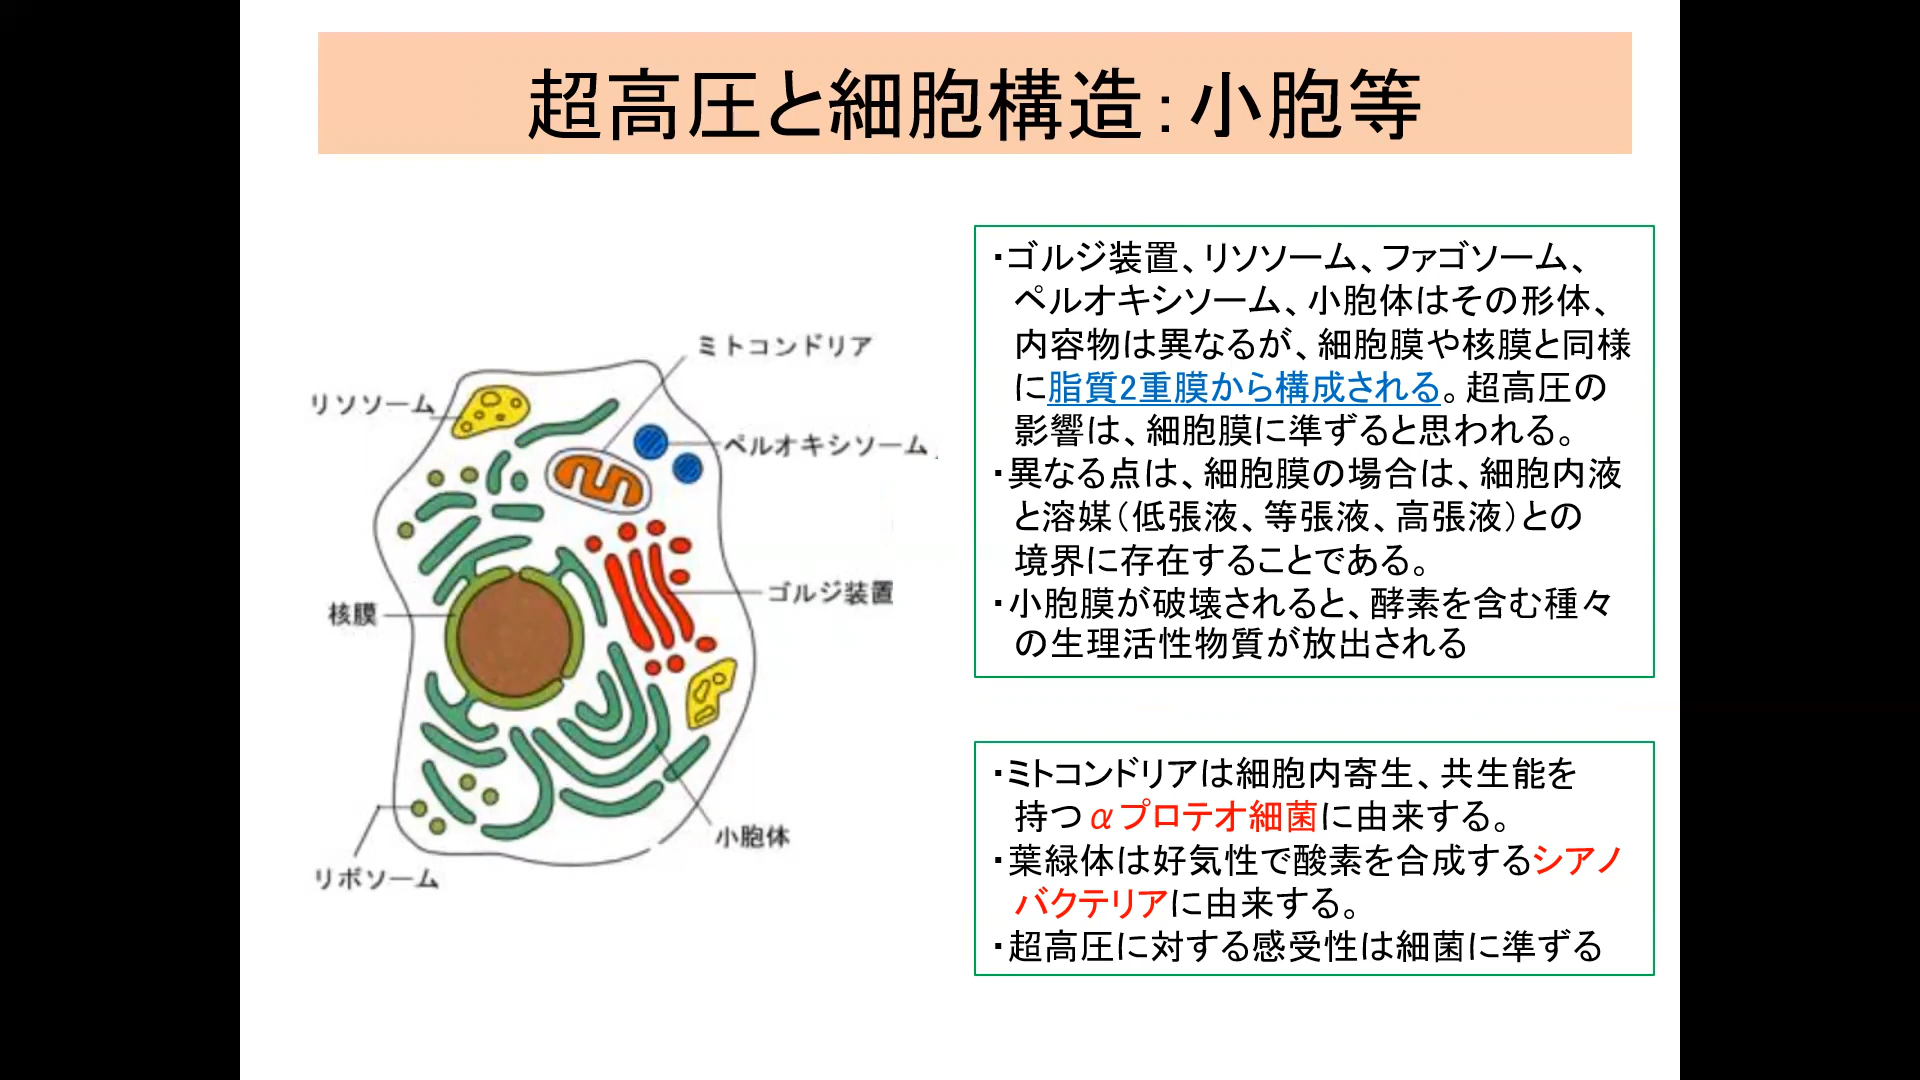 超高圧と細胞構造：小胞等
ミトコンドリア
リソソーム
ペルオキシソーム
ゴルジ装置
核膜
小胞体
リボソーム
・ゴルジ装置、リソソーム、ファゴソーム、
ペルオキシソーム、小胞体はその形体、
内容物は異なるが、細胞膜や核膜と同様
に脂質2重膜から構成される。超高圧の
影響は、細胞膜に準ずると思われる。
・異なる点は、細胞膜の場合は、細胞内液
と溶媒（低張液、等張液、高張液）との
境界に存在することである。
・小胞膜が破壊されると、酵素を含む種々
の生理活性物質が放出される
・ミトコンドリアは細胞内寄生、共生能を
持つαプロテオ細菌に由来する。
・葉緑体は好気性で酸素を合成するシアノ
バクテリアに由来する。
・超高圧に対する感受性は細菌に準ずる